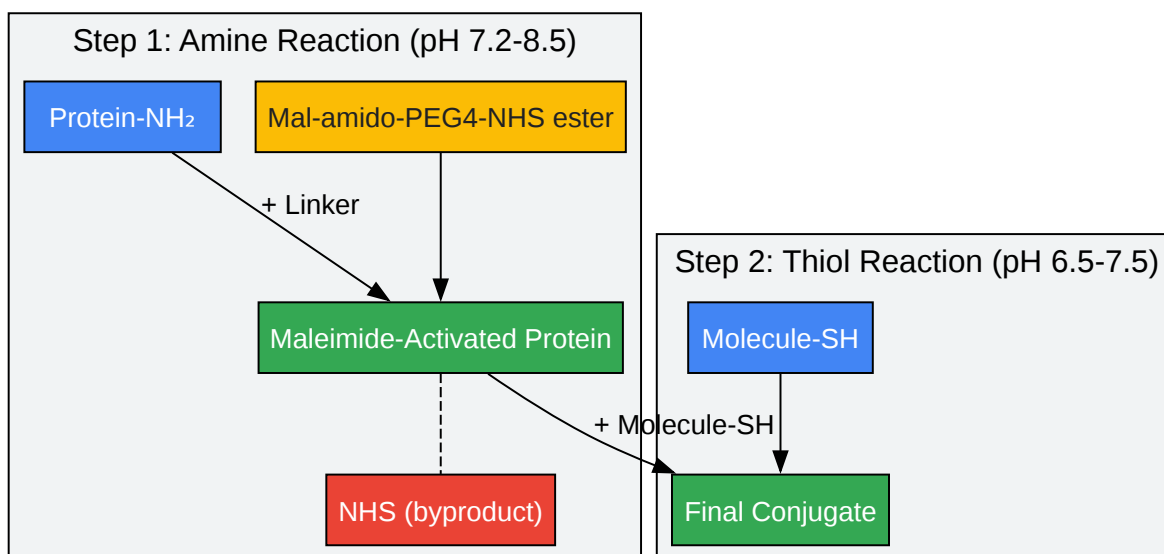 Step 1: Amine Reaction (pH 7.2-8.5)
Protein-NH₂
Mal-amido-PEG4-NHS ester
+ Linker
Maleimide-Activated Protein
NHS (byproduct)
Step 2: Thiol Reaction (pH 6.5-7.5)
Molecule-SH
+ Molecule-SH
Final Conjugate